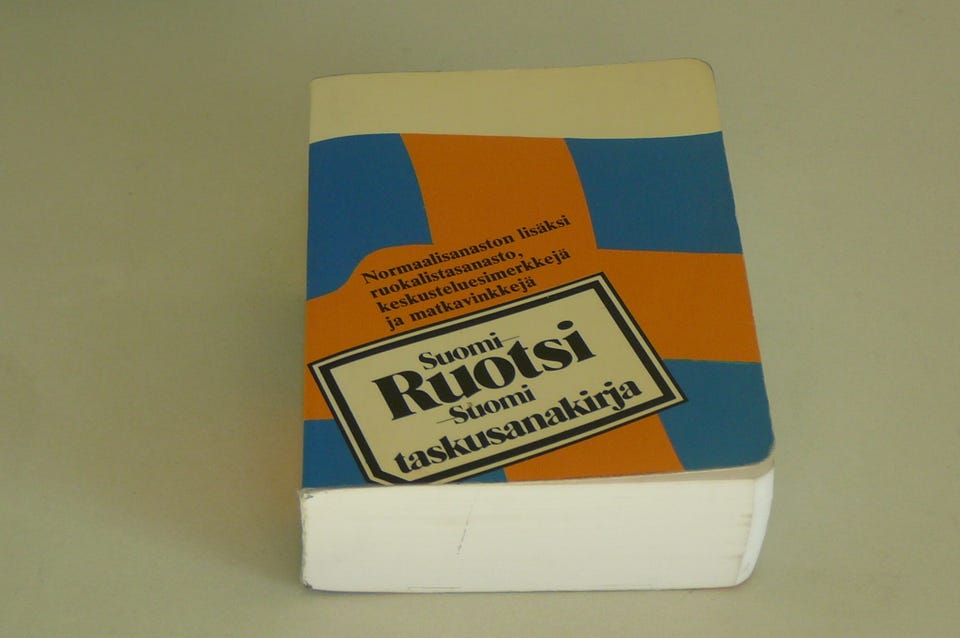 Normaalisanaston lisäksi
ruokalistasanasto,
keskusteluesimerkkejä
ja matkavinkkejä
Suomi–
Ruotsi
–Suomi
taskusanakirja